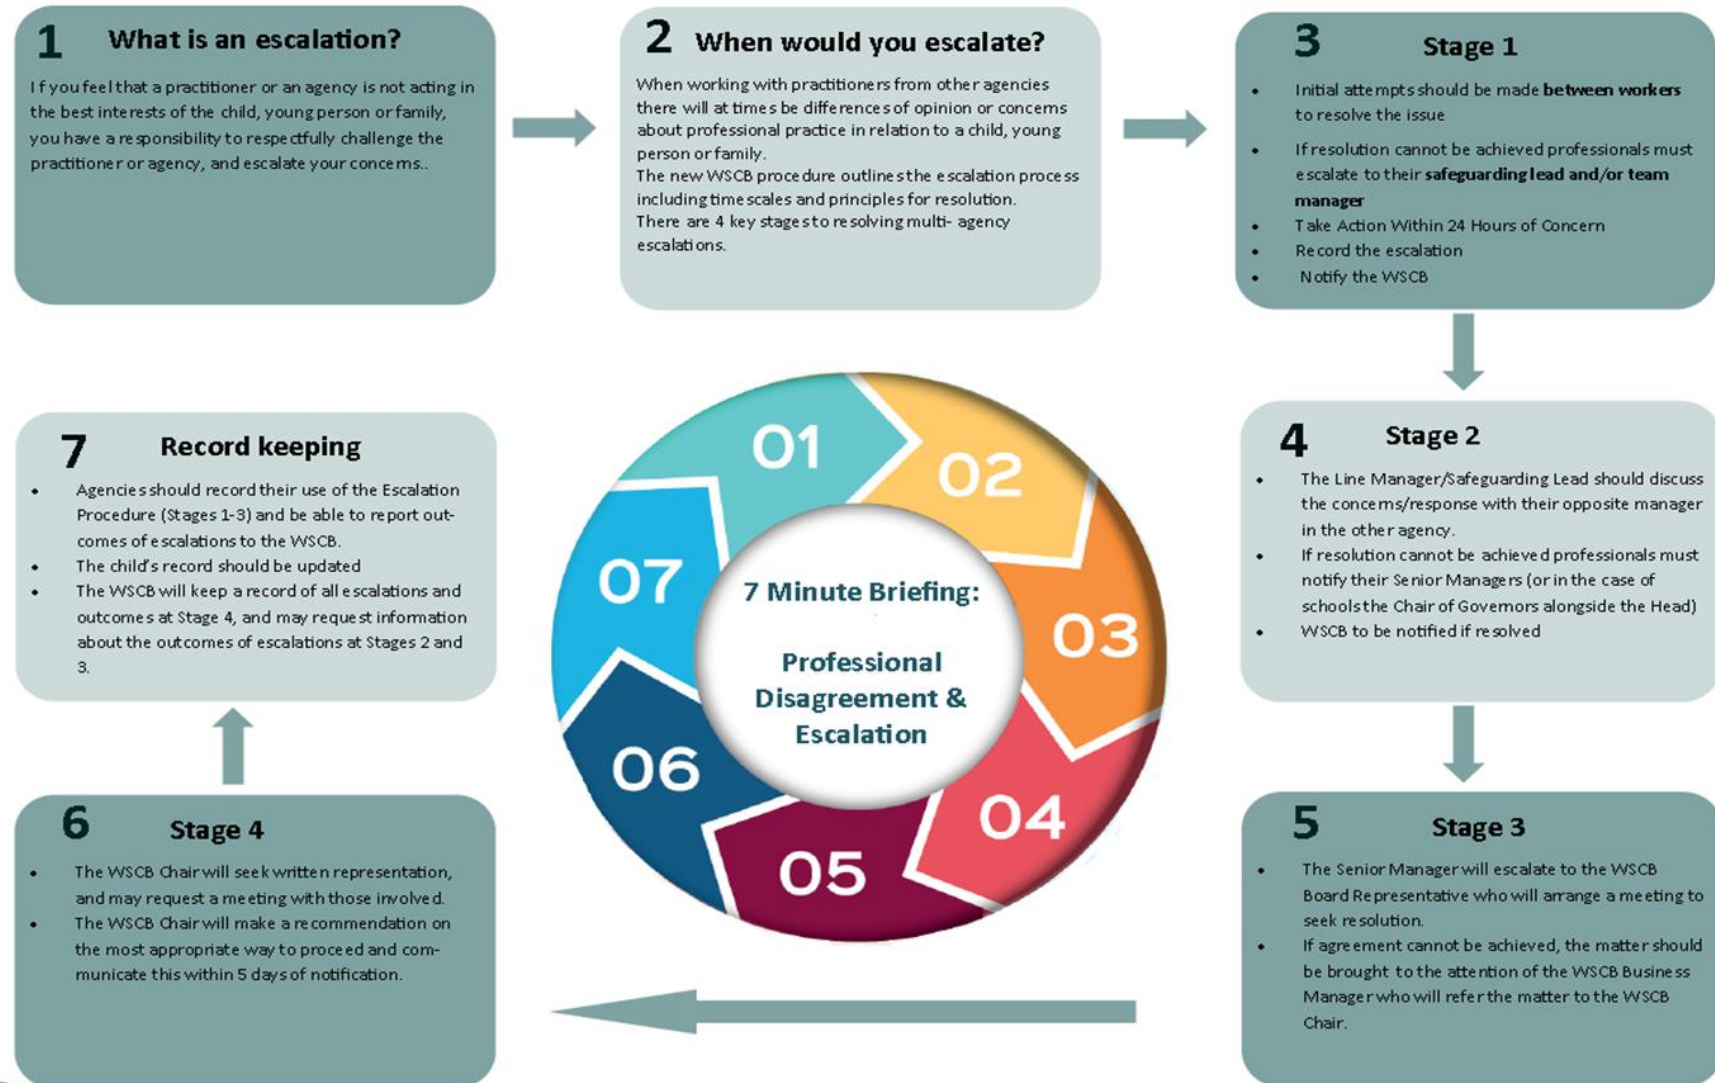 1 What is an escalation?
If you feel that a practitioner or an agency is not acting in
the best interests of the child, young person or family,
you have a responsibility to respectfully challenge the
practitioner or agency, and escalate your concerns..
2 When would you escalate?
When working with practitioners from other agencies
there will at times be differences of opinion or concerns
about professional practice in relation to a child, young
person or family.
The new WSCB procedure outlines the escalation process
including timescales and principles for resolution.
There are 4 key stages to resolving multi- agency
escalations.
3 Stage 1
• Initial attempts should be made between workers
to resolve the issue
• If resolution cannot be achieved professionals must
escalate to their safeguarding lead and/or team
manager
• Take Action Within 24 Hours of Concern
• Record the escalation
• Notify the WSCB
4 Stage 2
• The Line Manager/Safeguarding Lead should discuss
the concerns/response with their opposite manager
in the other agency.
• If resolution cannot be achieved professionals must
notify their Senior Managers (or in the case of
schools the Chair of Governors alongside the Head)
• WSCB to be notified if resolved
5 Stage 3
• The Senior Manager will escalate to the WSCB
Board Representative who will arrange a meeting to
seek resolution.
• If agreement cannot be achieved, the matter should
be brought to the attention of the WSCB Business
Manager who will refer the matter to the WSCB
Chair.
6 Stage 4
• The WSCB Chair will seek written representation,
and may request a meeting with those involved.
• The WSCB Chair will make a recommendation on
the most appropriate way to proceed and com-
municate this within 5 days of notification.
7 Record keeping
• Agencies should record their use of the Escalation
Procedure (Stages 1-3) and be able to report out-
comes of escalations to the WSCB.
• The child's record should be updated
• The WSCB will keep a record of all escalations and
outcomes at Stage 4, and may request information
about the outcomes of escalations at Stages 2 and
3.
01
02
03
04
05
06
07
7 Minute Briefing:
Professional
Disagreement &
Escalation